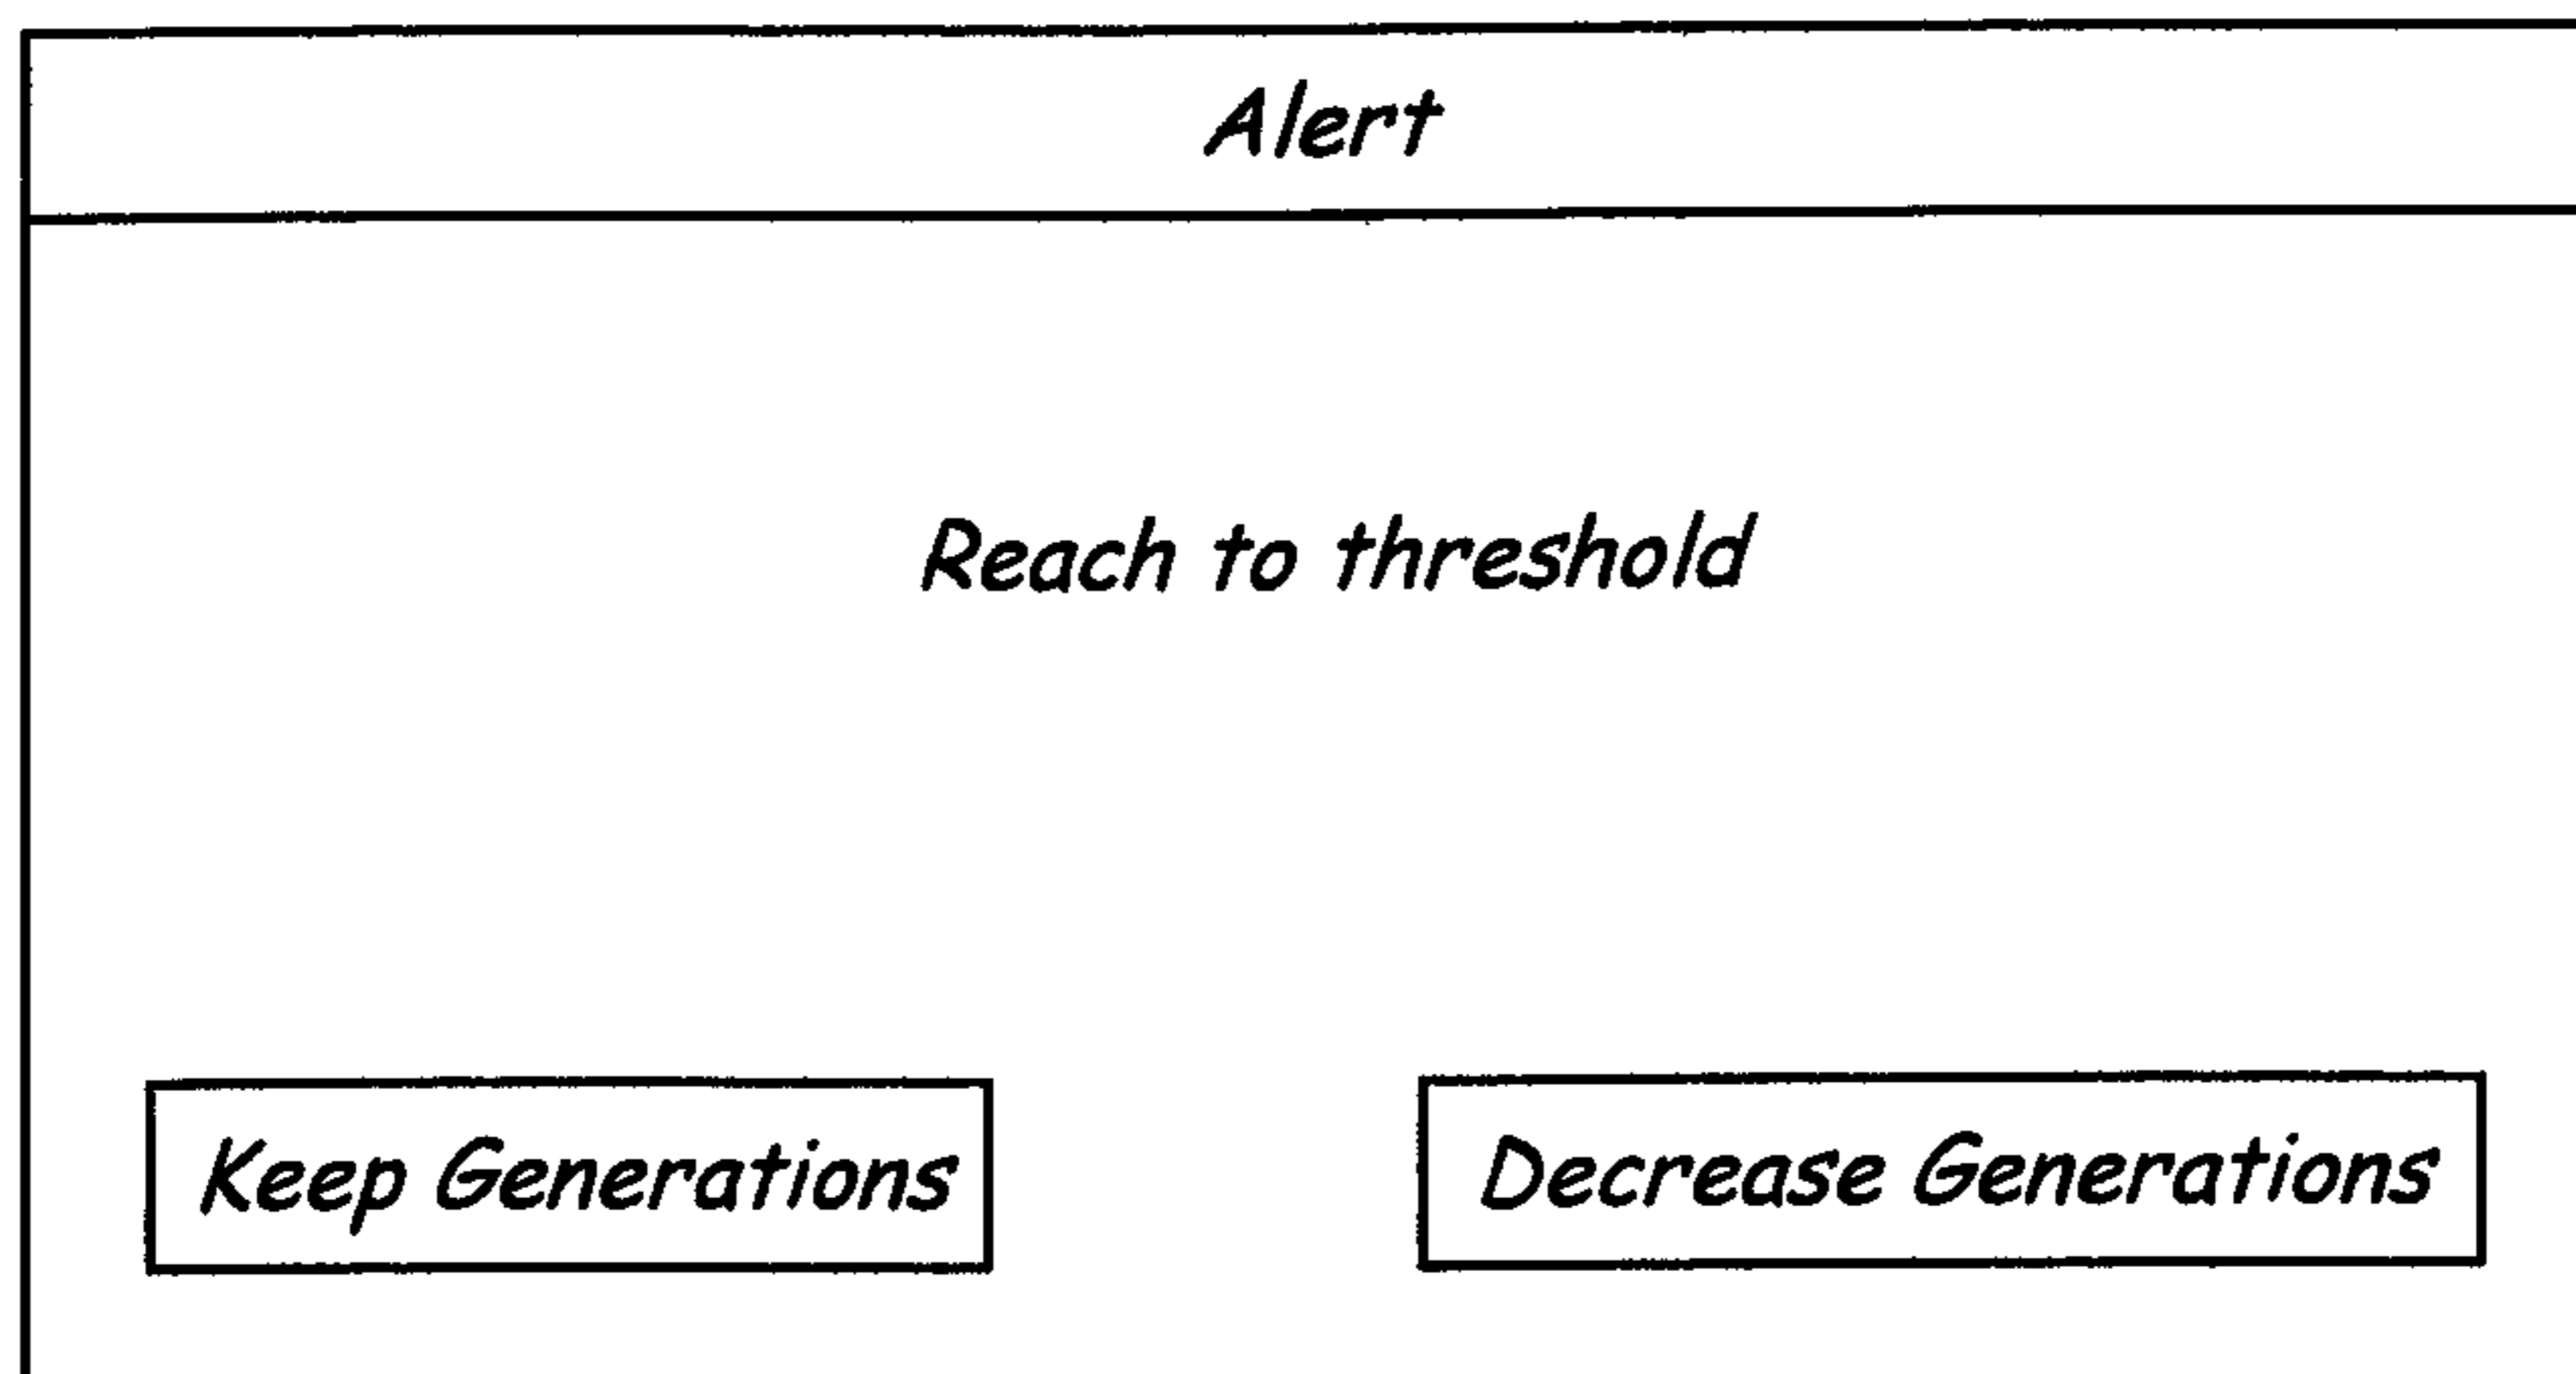 Alert
Reach to threshold
Keep Generations
Decrease Generations